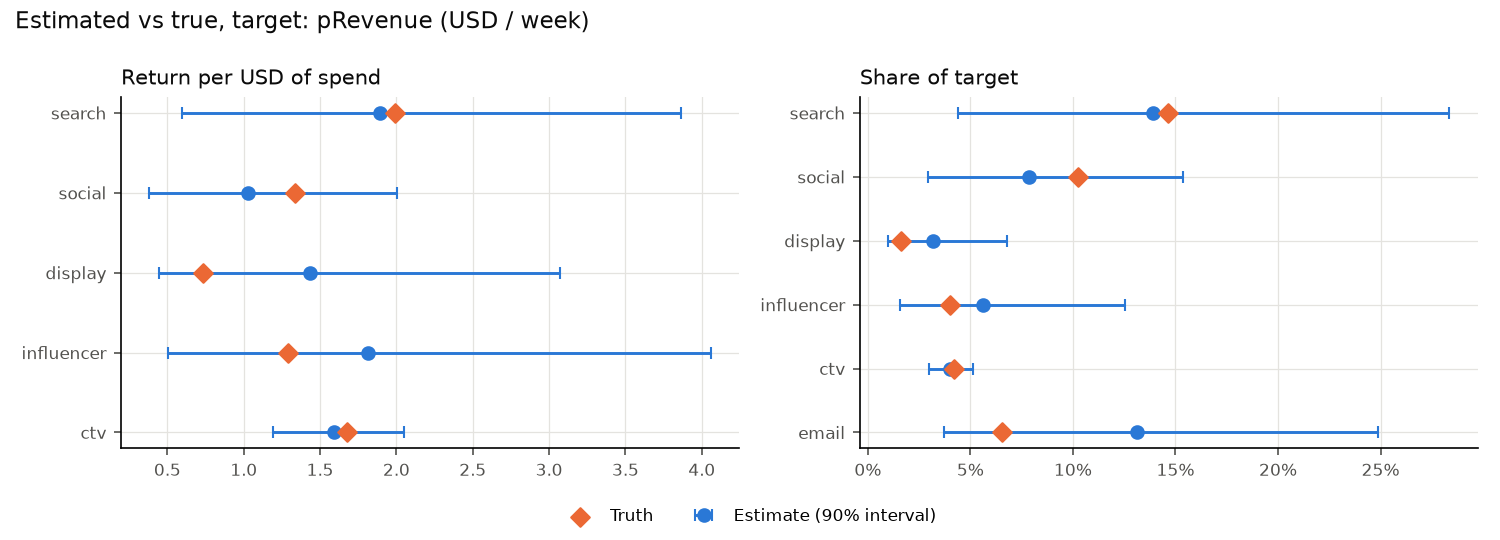 Estimated vs true, target: pRevenue (USD / week)
Return per USD of spend
search
social
display
influencer
ctv
0.5 1.0 1.5 2.0 2.5 3.0 3.5 4.0
Share of target
search
social
display
influencer
ctv
email
0% 5% 10% 15% 20% 25%
Truth Estimate (90% interval)